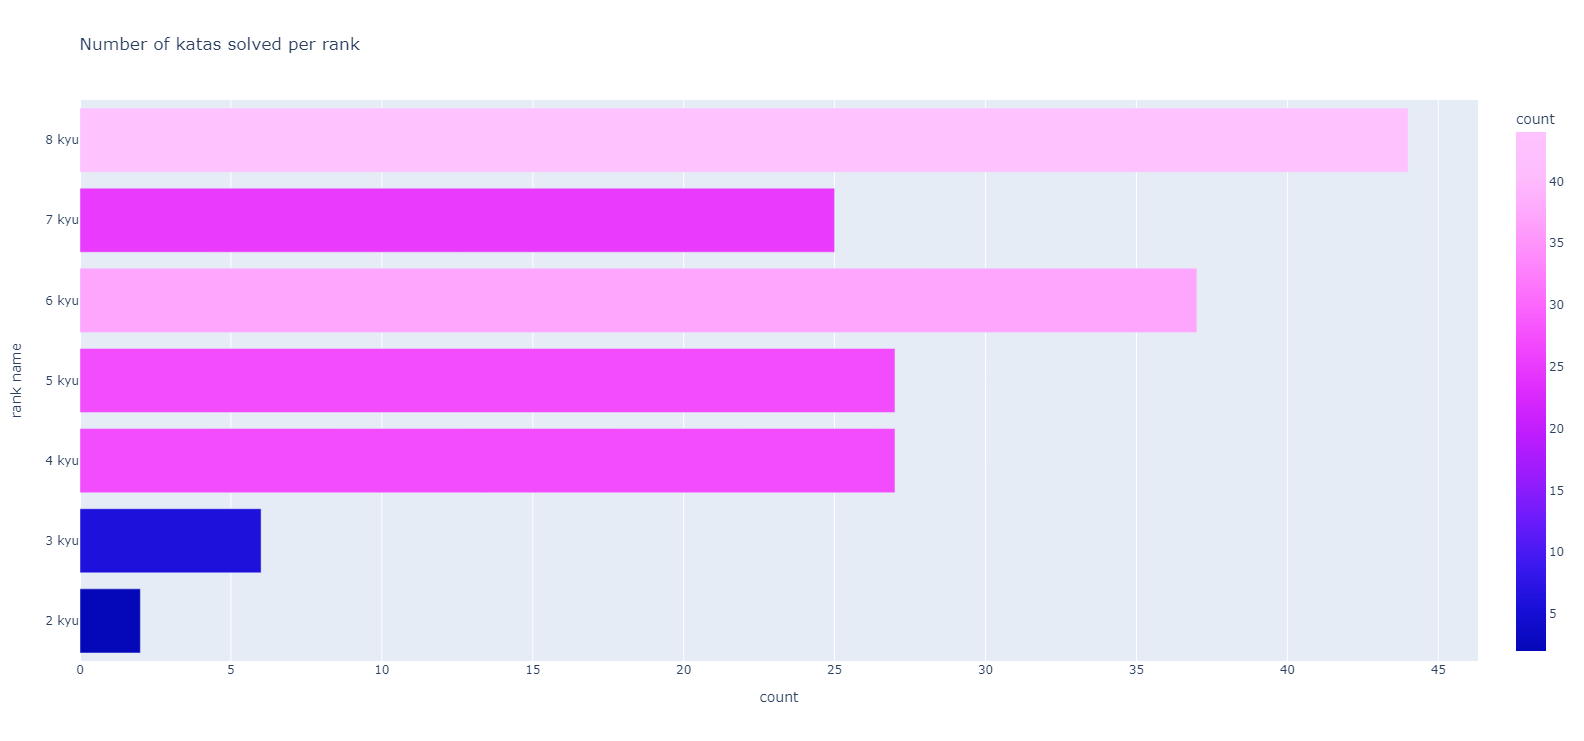 Number of katas solved per rank
count
8 kyu
7 kyu
6 kyu
5 kyu
4 kyu
3 kyu
2 kyu
rank name
0 5 10 15 20 25 30 35 40 45
count
40
35
30
25
20
15
10
5